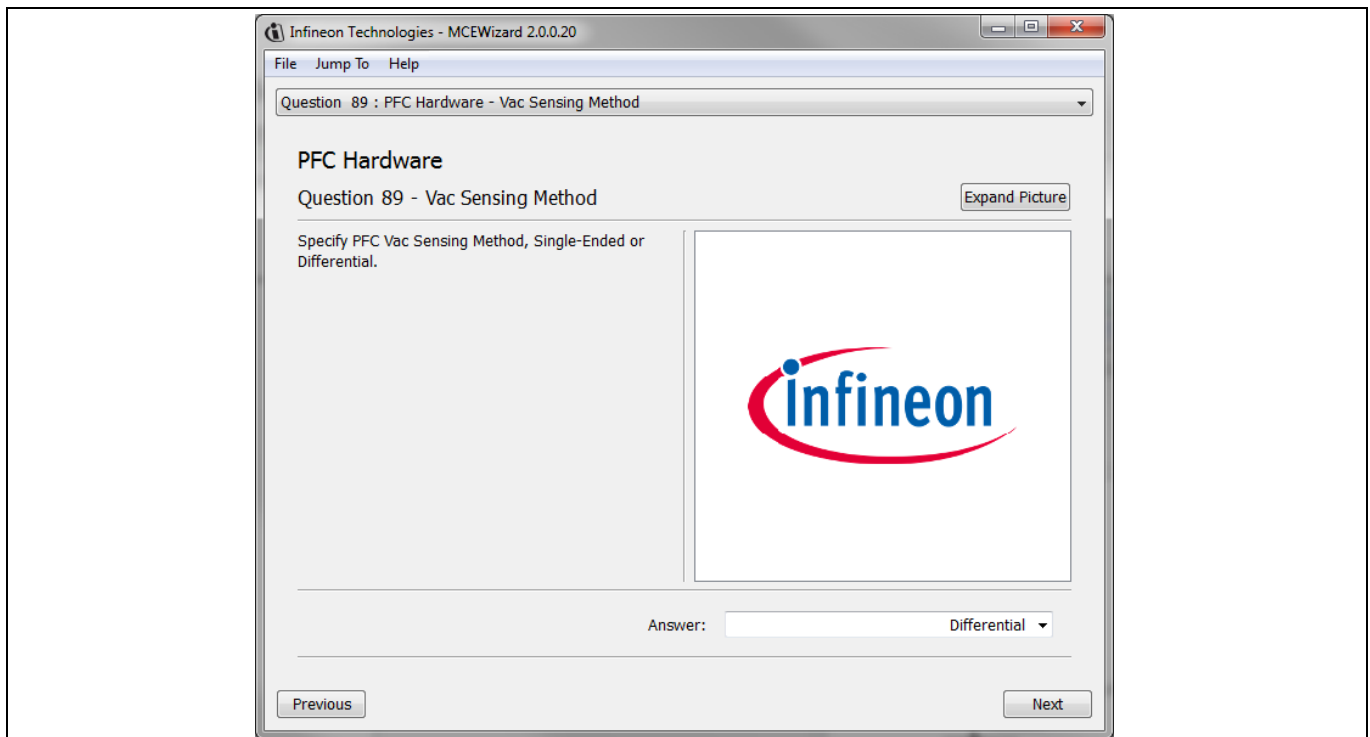 Infineon Technologies - MCEWizard 2.0.0.20
File Jump To Help
Question 89 : PFC Hardware - Vac Sensing Method
PFC Hardware
Question 89 - Vac Sensing Method
Expand Picture
Specify PFC Vac Sensing Method, Single-Ended or
Differential.
infineon
Answer: Differential
Previous Next